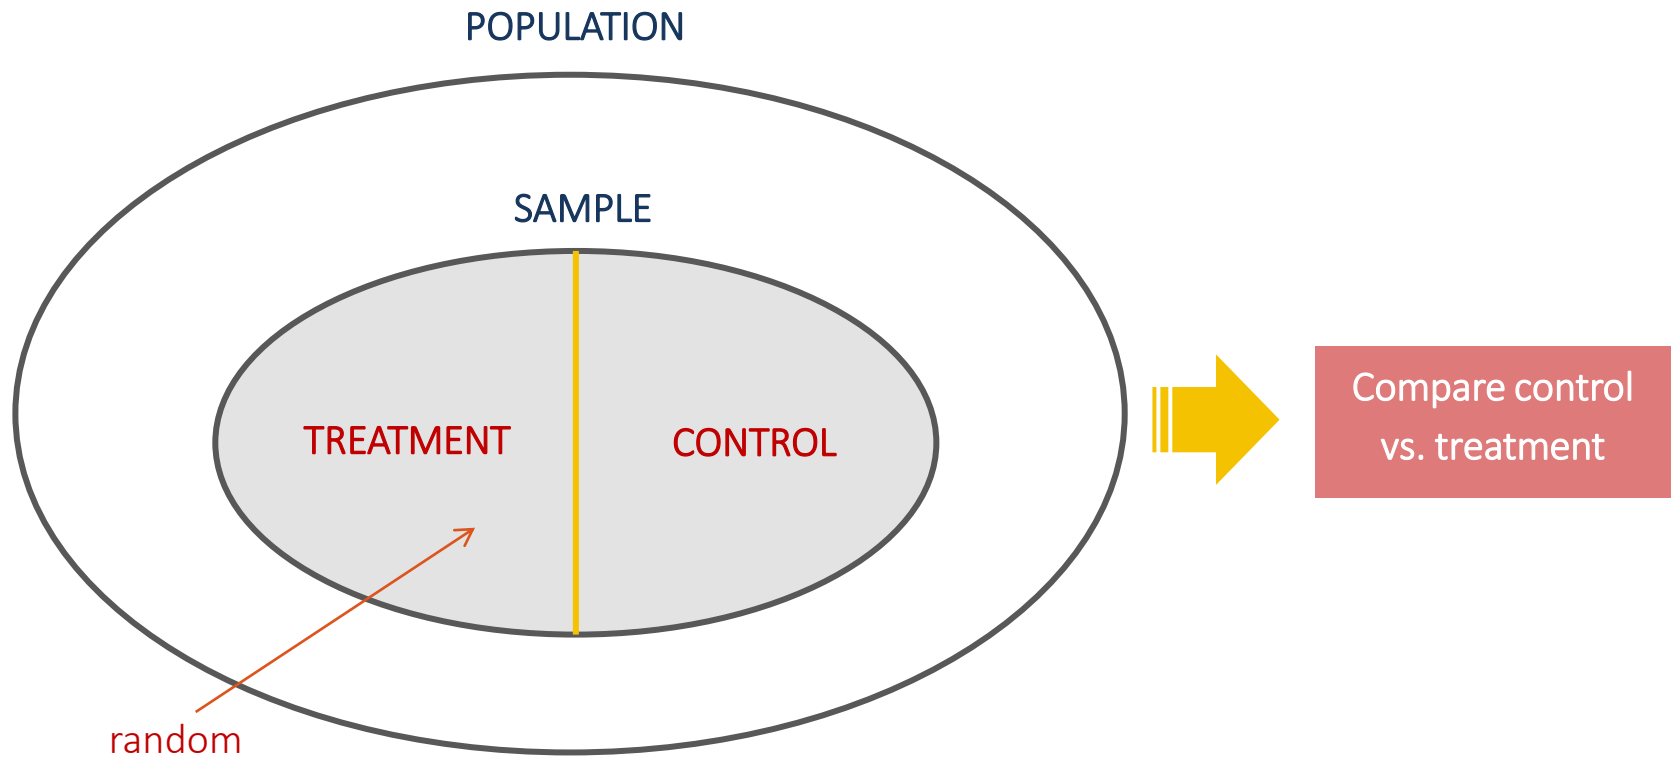 POPULATION
SAMPLE
TREATMENT
CONTROL
random
Compare control
vs. treatment